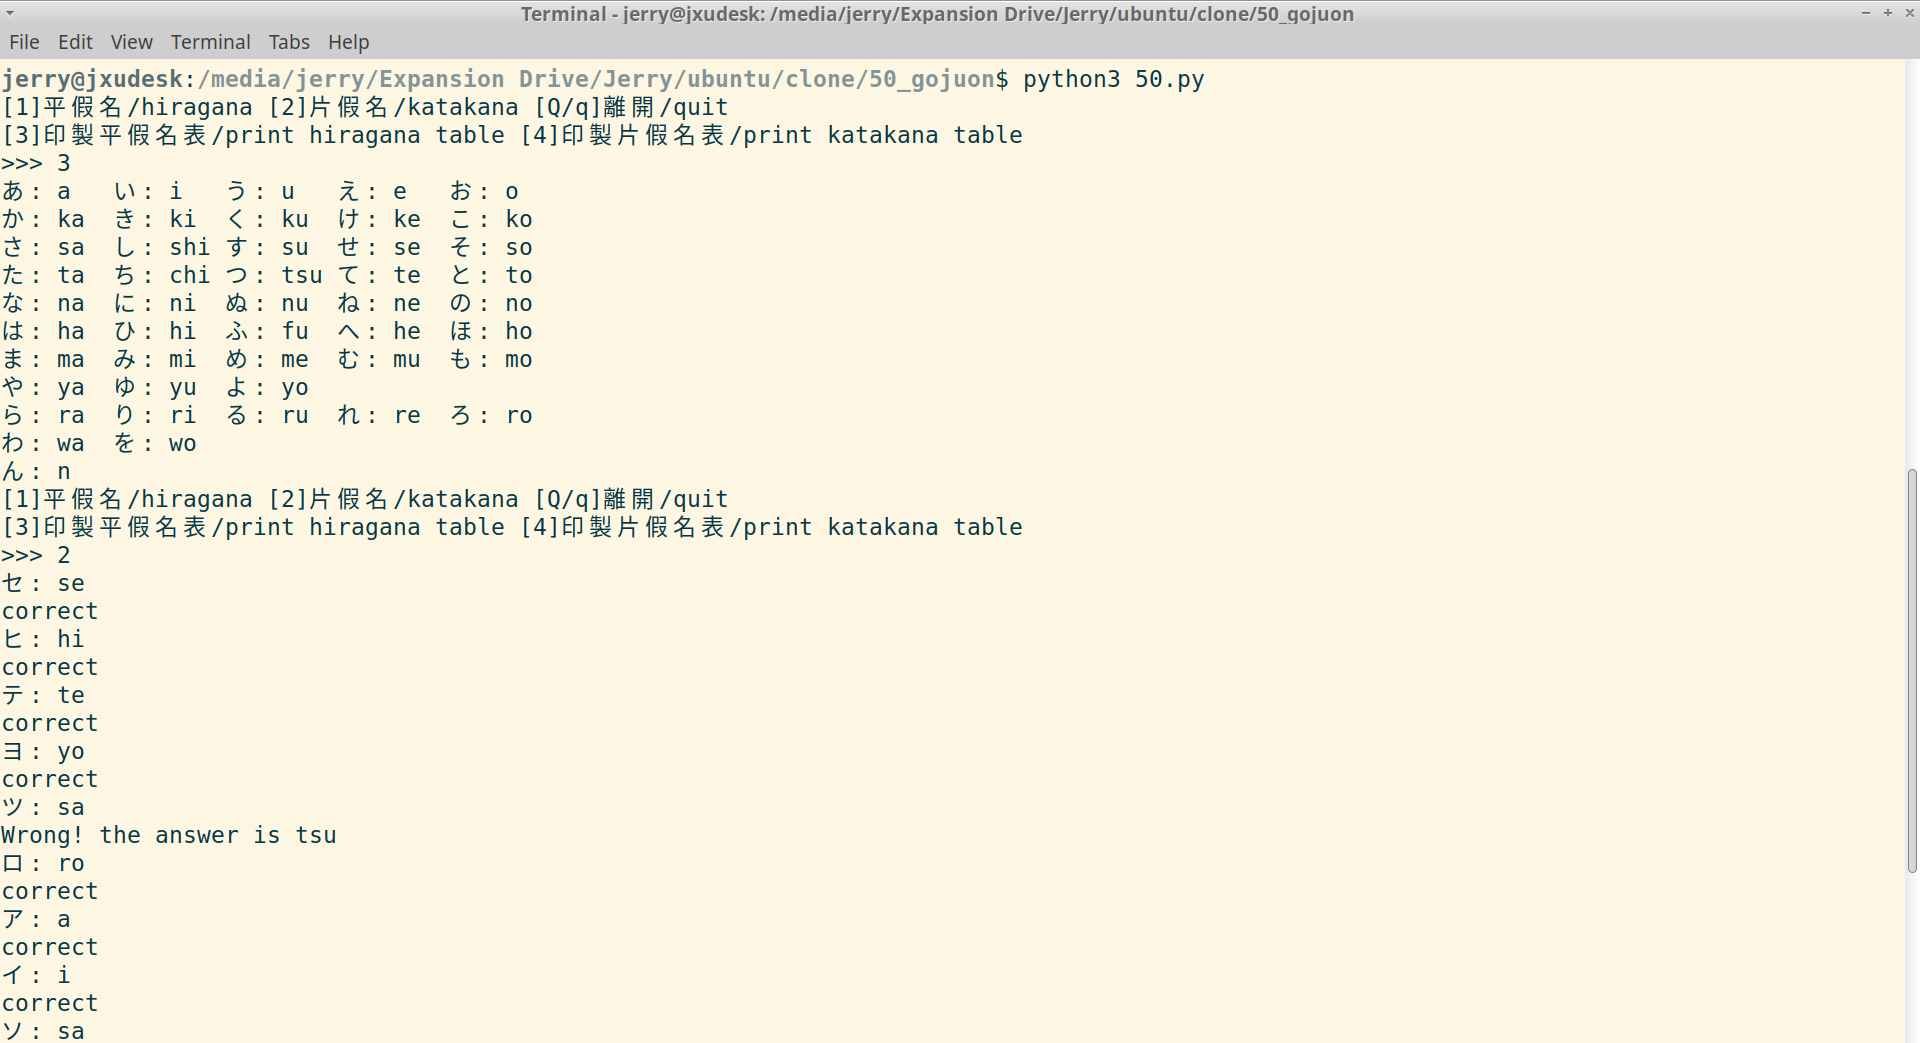 Terminal - jerry@jxudesk: /media/jerry/Expansion Drive/Jerry/ubuntu/clone/50_gojuon
File Edit View Terminal Tabs Help
jerry@jxudesk:/media/jerry/Expansion Drive/Jerry/ubuntu/clone/50_gojuon$ python3 50.py
[1]平假名/hiragana [2]片假名/katakana [Q/q]離開/quit
[3]印製平假名表/print hiragana table [4]印製片假名表/print katakana table
>>> 3
あ: a い: i う: u え: e お: o
か: ka き: ki く: ku け: ke こ: ko
さ: sa し: shi す: su せ: se そ: so
た: ta ち: chi つ: tsu て: te と: to
な: na に: ni ぬ: nu ね: ne の: no
は: ha ひ: hi ふ: fu へ: he ほ: ho
ま: ma み: mi め: me む: mu も: mo
や: ya ゆ: yu よ: yo
ら: ra り: ri る: ru れ: re ろ: ro
わ: wa を: wo
ん: n
[1]平假名/hiragana [2]片假名/katakana [Q/q]離開/quit
[3]印製平假名表/print hiragana table [4]印製片假名表/print katakana table
>>> 2
セ: se
correct
ヒ: hi
correct
テ: te
correct
ヨ: yo
correct
ツ: sa
Wrong! the answer is tsu
ロ: ro
correct
ア: a
correct
イ: i
correct
ソ: sa